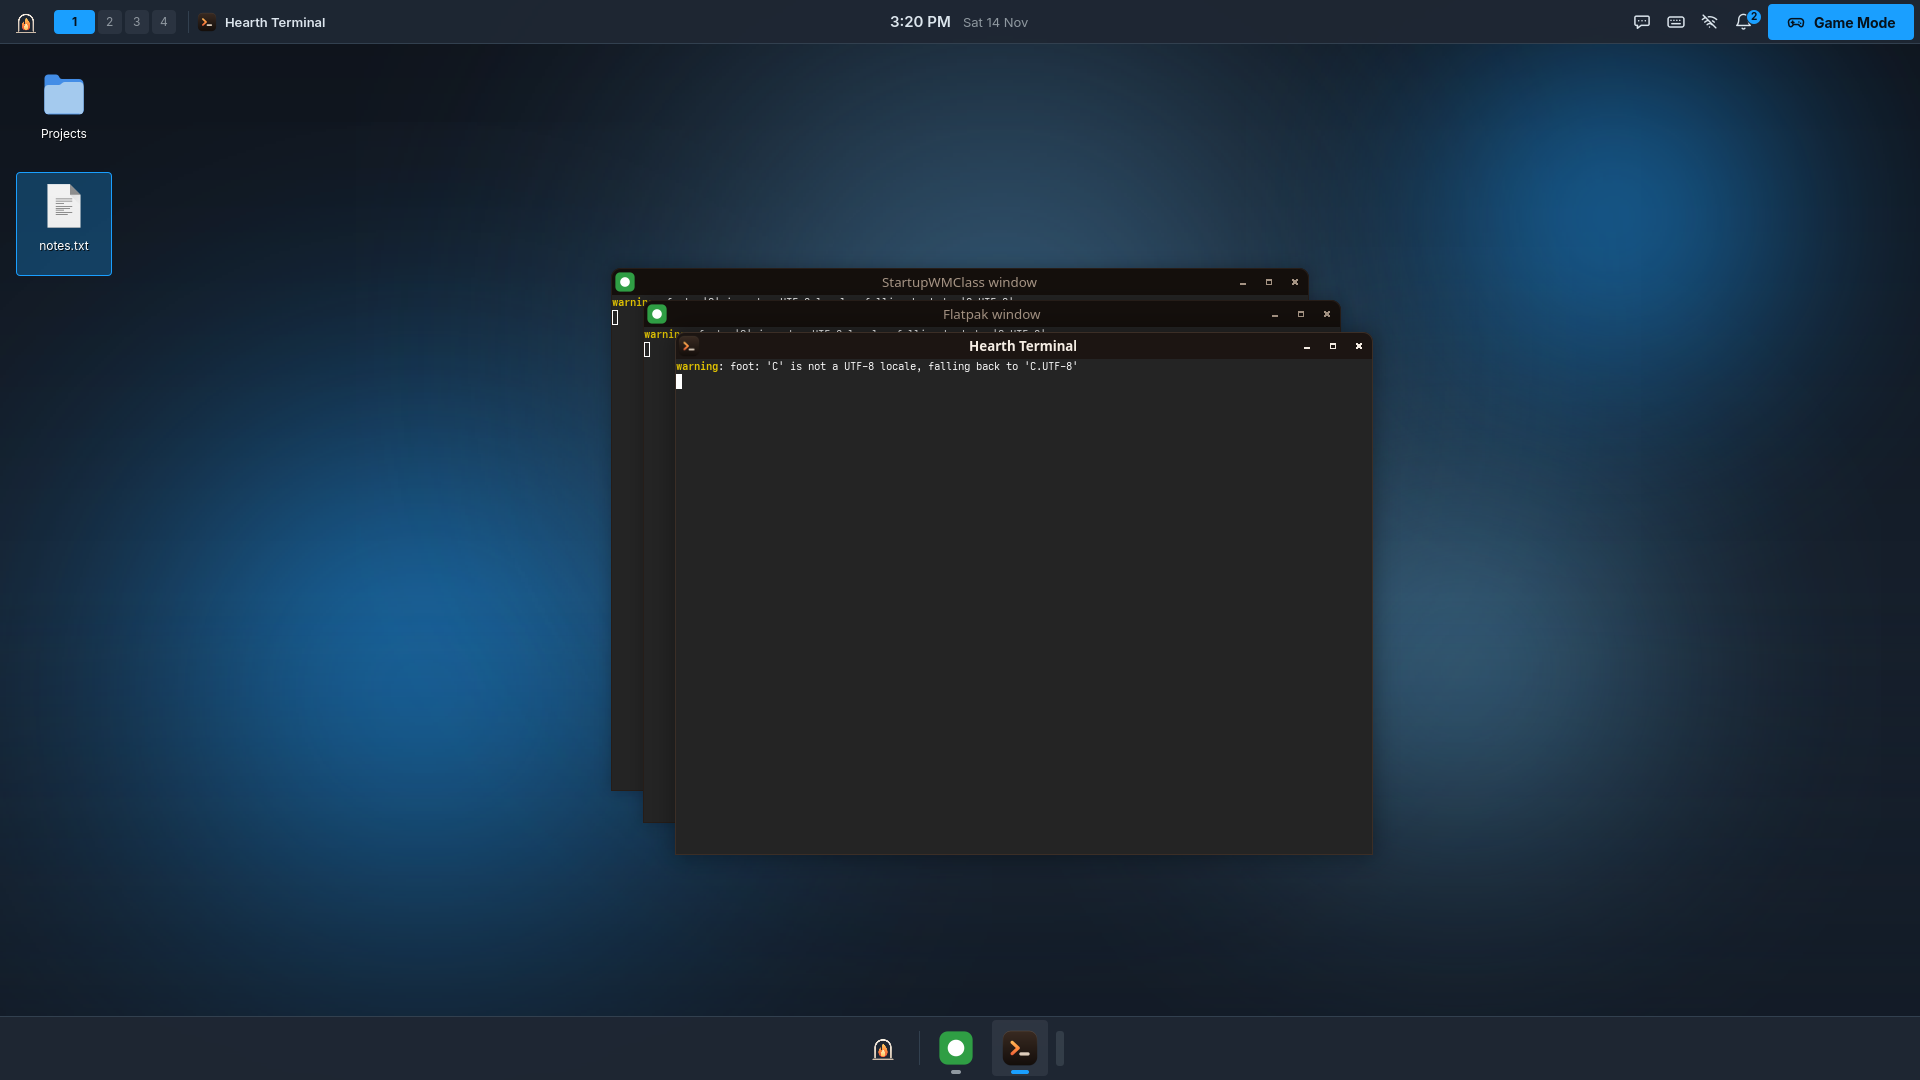 1 2 3 4 Hearth Terminal 3:20 PM Sat 14 Nov 2 Game Mode
Projects
notes.txt
StartupWMClass window
Flatpak window
Hearth Terminal
warning: foot: 'C' is not a UTF-8 locale, falling back to 'C.UTF-8'